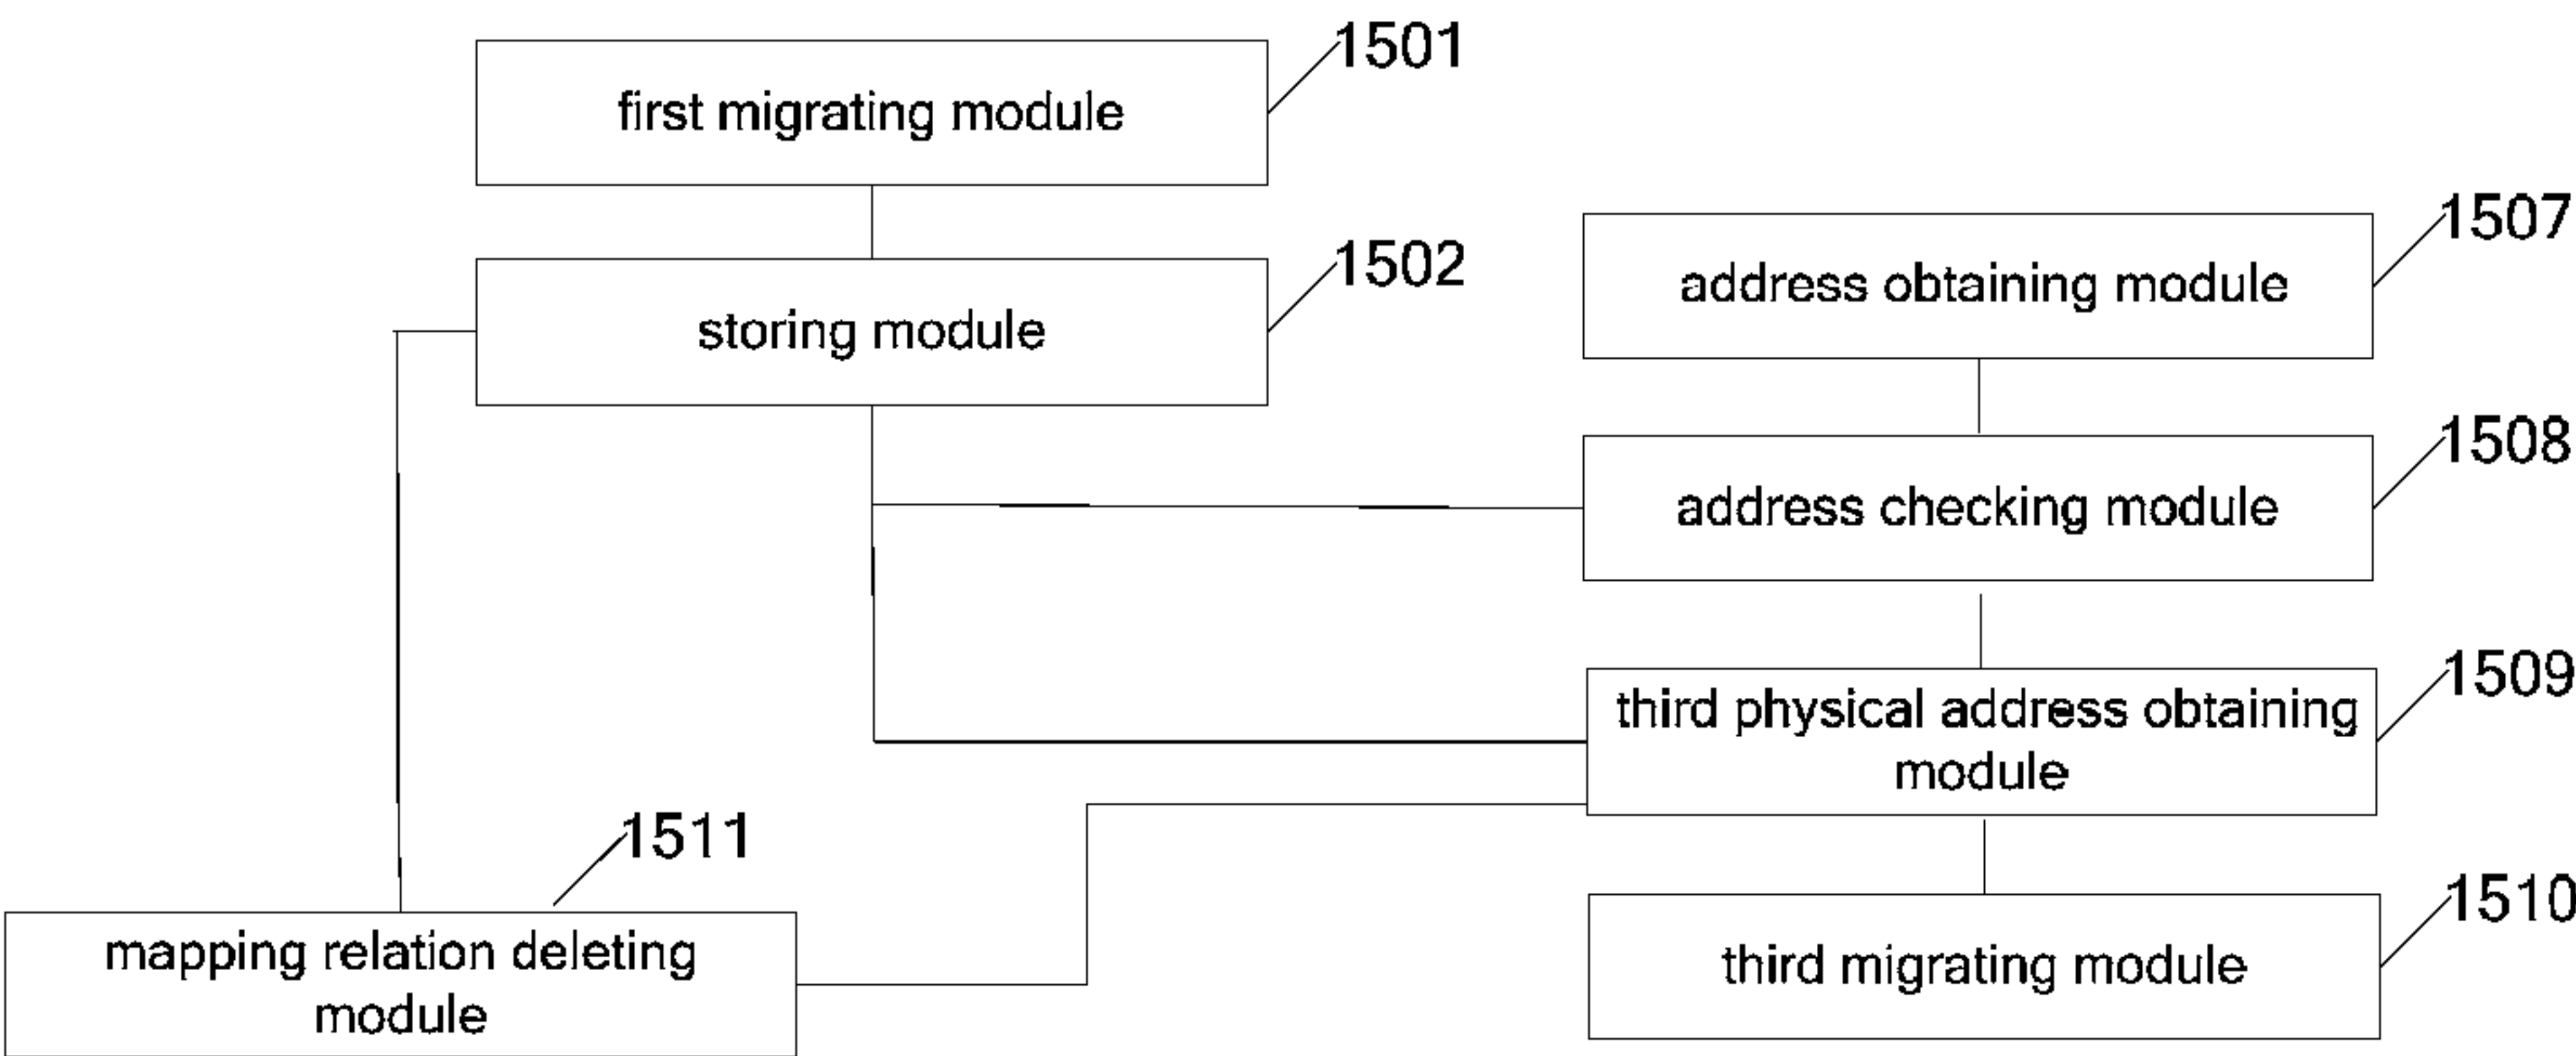 1501
first migrating module
1507
1502
address obtaining module
storing module
1508
address checking module
1509
third physical address obtaining
module
1511
1510
mapping relation deleting
module
third migrating module